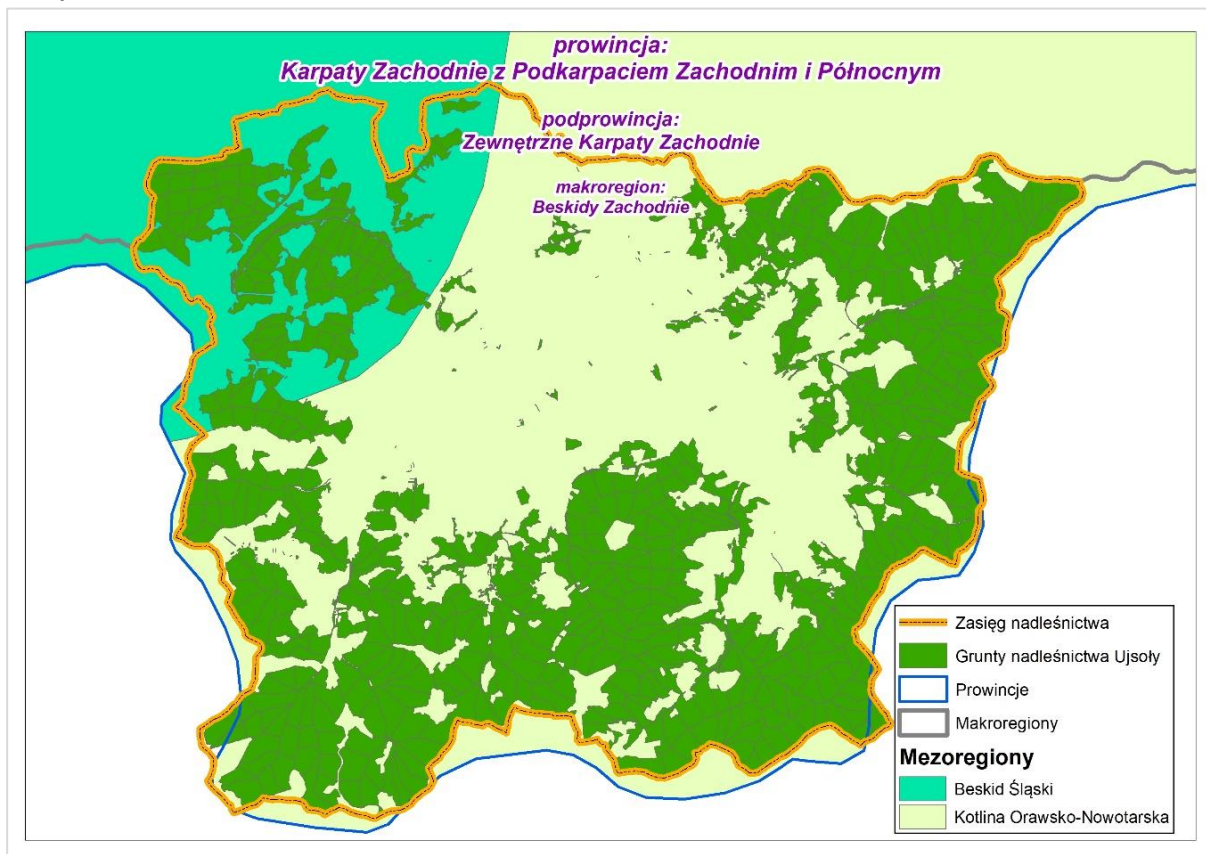 prowincja:
Karpaty Zachodnie z Podkarpaciem Zachodnim i Północnym
podprowincja:
Zewnętrzne Karpaty Zachodnie
makroregion:
Beskidy Zachodnie
Zasięg nadleśnictwa
Grunty nadleśnictwa Ujsoły
Prowincje
Makroregiony
Mezoregiony
Beskid Śląski
Kotlina Orawsko-Nowotarska